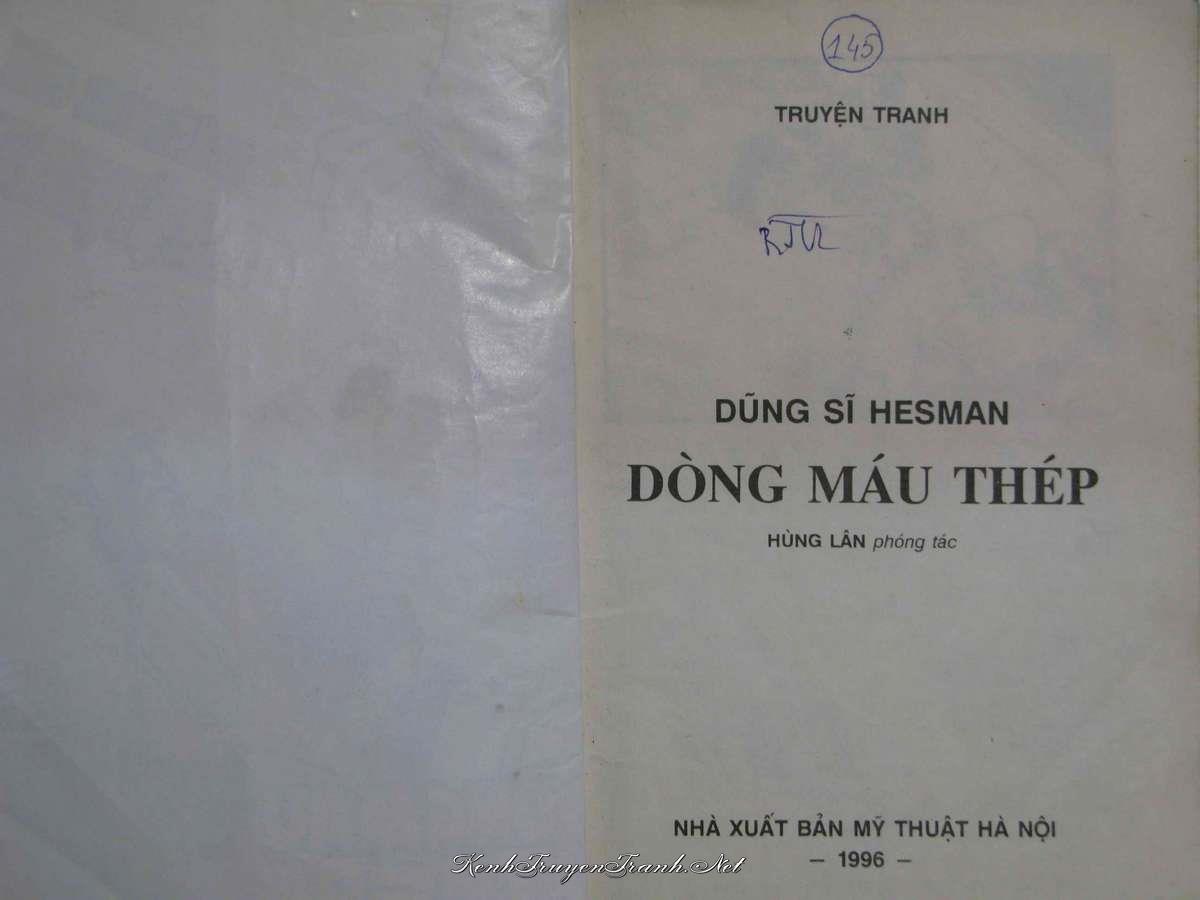 145
TRUYỆN TRANH
DŨNG SĨ HESMAN
DÒNG MÁU THÉP
HÙNG LÂN phóng tác
NHÀ XUẤT BẢN MỸ THUẬT HÀ NỘI
– 1996 –
KenhTruyenTranh.Net